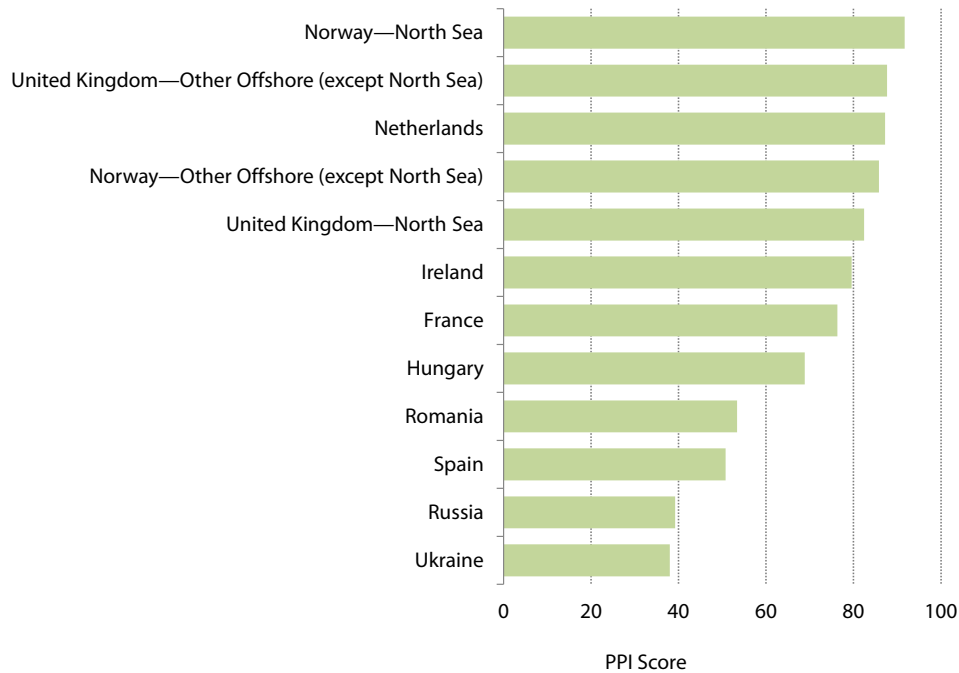 Norway—North Sea
United Kingdom—Other Offshore (except North Sea)
Netherlands
Norway—Other Offshore (except North Sea)
United Kingdom—North Sea
Ireland
France
Hungary
Romania
Spain
Russia
Ukraine
0 20 40 60 80 100
PPI Score